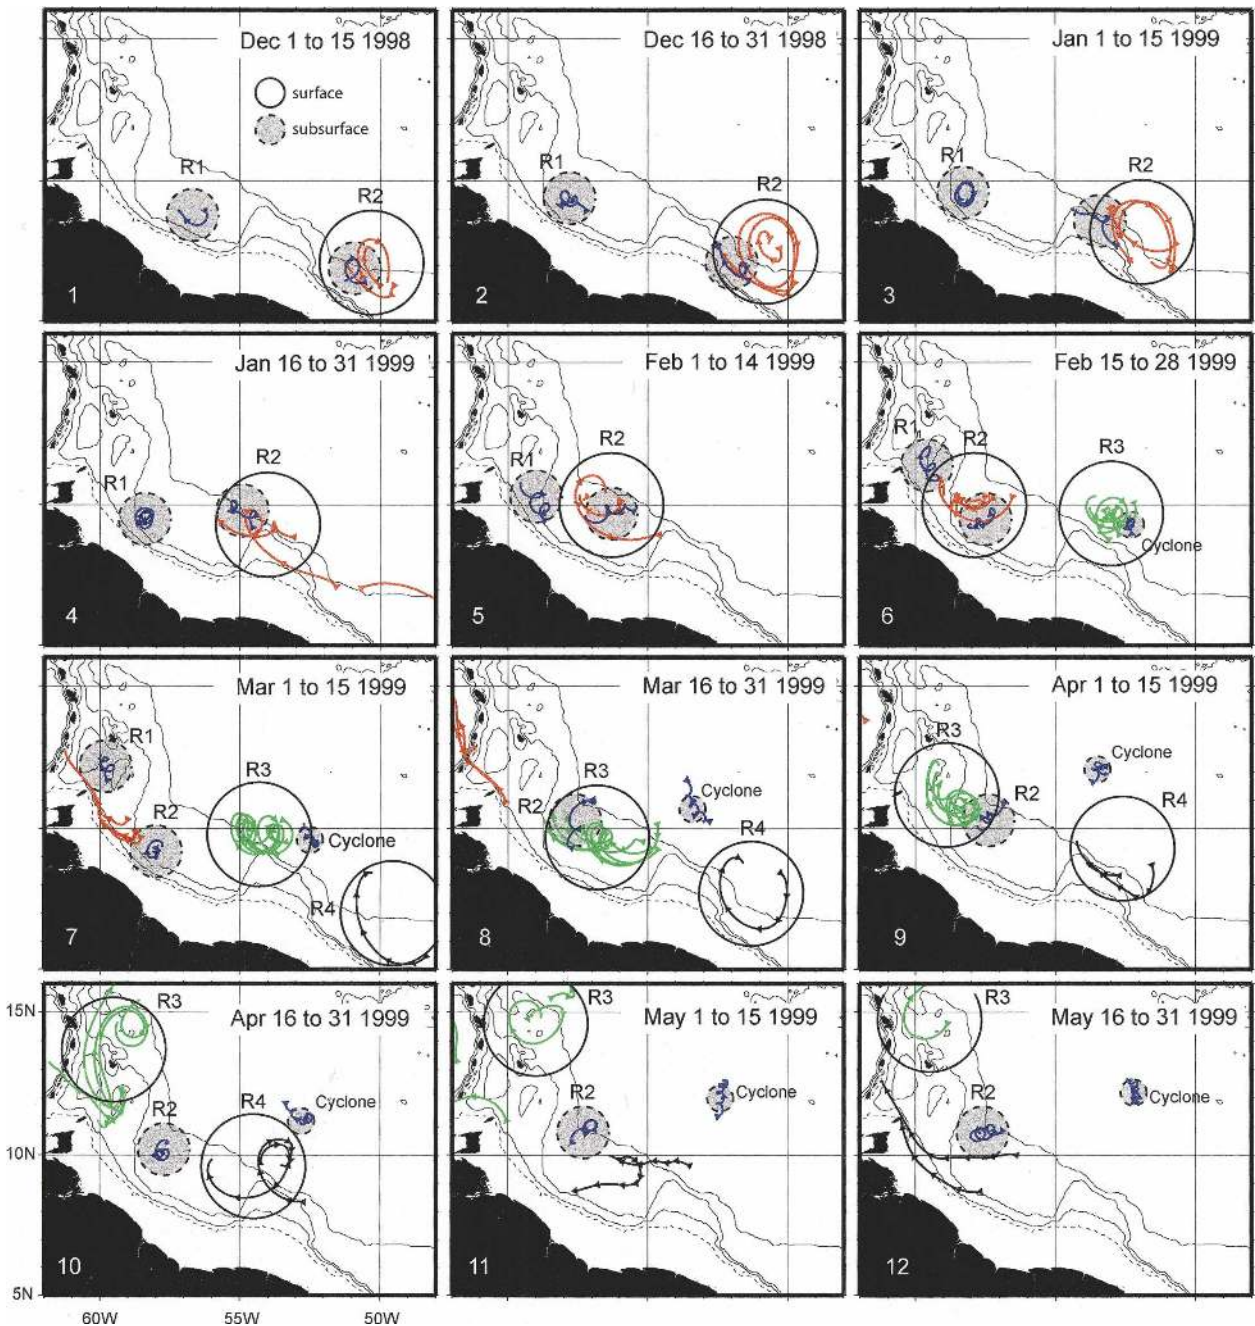 Dec 1 to 15 1998
surface
subsurface
R1
R2
1
Dec 16 to 31 1998
R1
R2
2
Jan 1 to 15 1999
R1
R2
3
Jan 16 to 31 1999
R2
R1
4
Feb 1 to 14 1999
R2
R1
5
Feb 15 to 28 1999
R1
R2
R3
Cyclone
6
Mar 1 to 15 1999
R1
R3
R2
Cyclone
R4
7
Mar 16 to 31 1999
R3
Cyclone
R2
R4
8
Apr 1 to 15 1999
R3
Cyclone
R2
R4
9
15N
R3
Apr 16 to 31 1999
R2
R4
Cyclone
10N
10
5N
60W
55W
50W
R3
May 1 to 15 1999
R2
Cyclone
11
R3
May 16 to 31 1999
R2
Cyclone
12